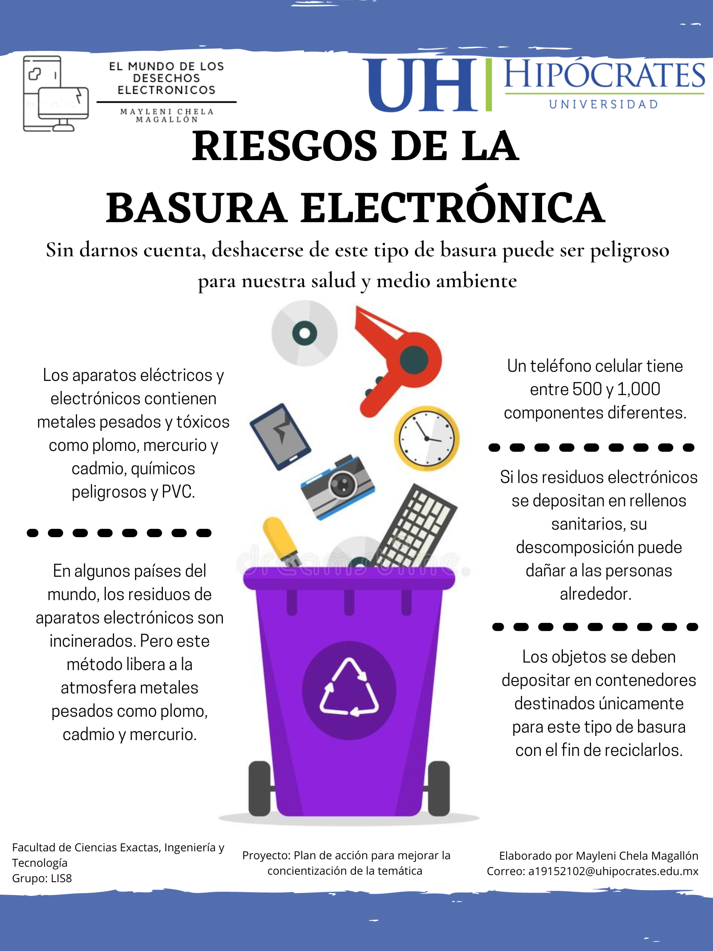 EL MUNDO DE LOS
DESECHOS
ELECTRONICOS
MAYLENI CHELA
MAGALLÓN
UH HIPÓCRATES
UNIVERSIDAD
RIESGOS DE LA
BASURA ELECTRÓNICA
Sin darnos cuenta, deshacerse de este tipo de basura puede ser peligroso
para nuestra salud y medio ambiente
Los aparatos eléctricos y
electrónicos contienen
metales pesados y tóxicos
como plomo, mercurio y
cadmio, químicos
peligrosos y PVC.
En algunos países del
mundo, los residuos de
aparatos electrónicos son
incinerados. Pero este
método libera a la
atmosfera metales
pesados como plomo,
cadmio y mercurio.
Un teléfono celular tiene
entre 500 y 1,000
componentes diferentes.
Si los residuos electrónicos
se depositan en rellenos
sanitarios, su
descomposición puede
dañar a las personas
alrededor.
Los objetos se deben
depositar en contenedores
destinados únicamente
para este tipo de basura
con el fin de reciclarlos.
dreamstime.
Facultad de Ciencias Exactas, Ingeniería y
Tecnología
Grupo: LIS8
Proyecto: Plan de acción para mejorar la
concientización de la temática
Elaborado por Mayleni Chela Magallón
Correo: a19152102@uhipocrates.edu.mx